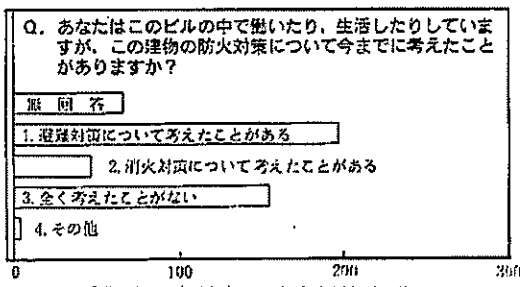 Q. あなたはこのビルの中で働いたり，生活したりしていま
すが，この建物の防火対策について今までに考えたこと
がありますか？
無回答
1. 避難対策について考えたことがある
2. 消火対策について考えたことがある
3. 全く考えたことがない
4. その他
0 100 200 300